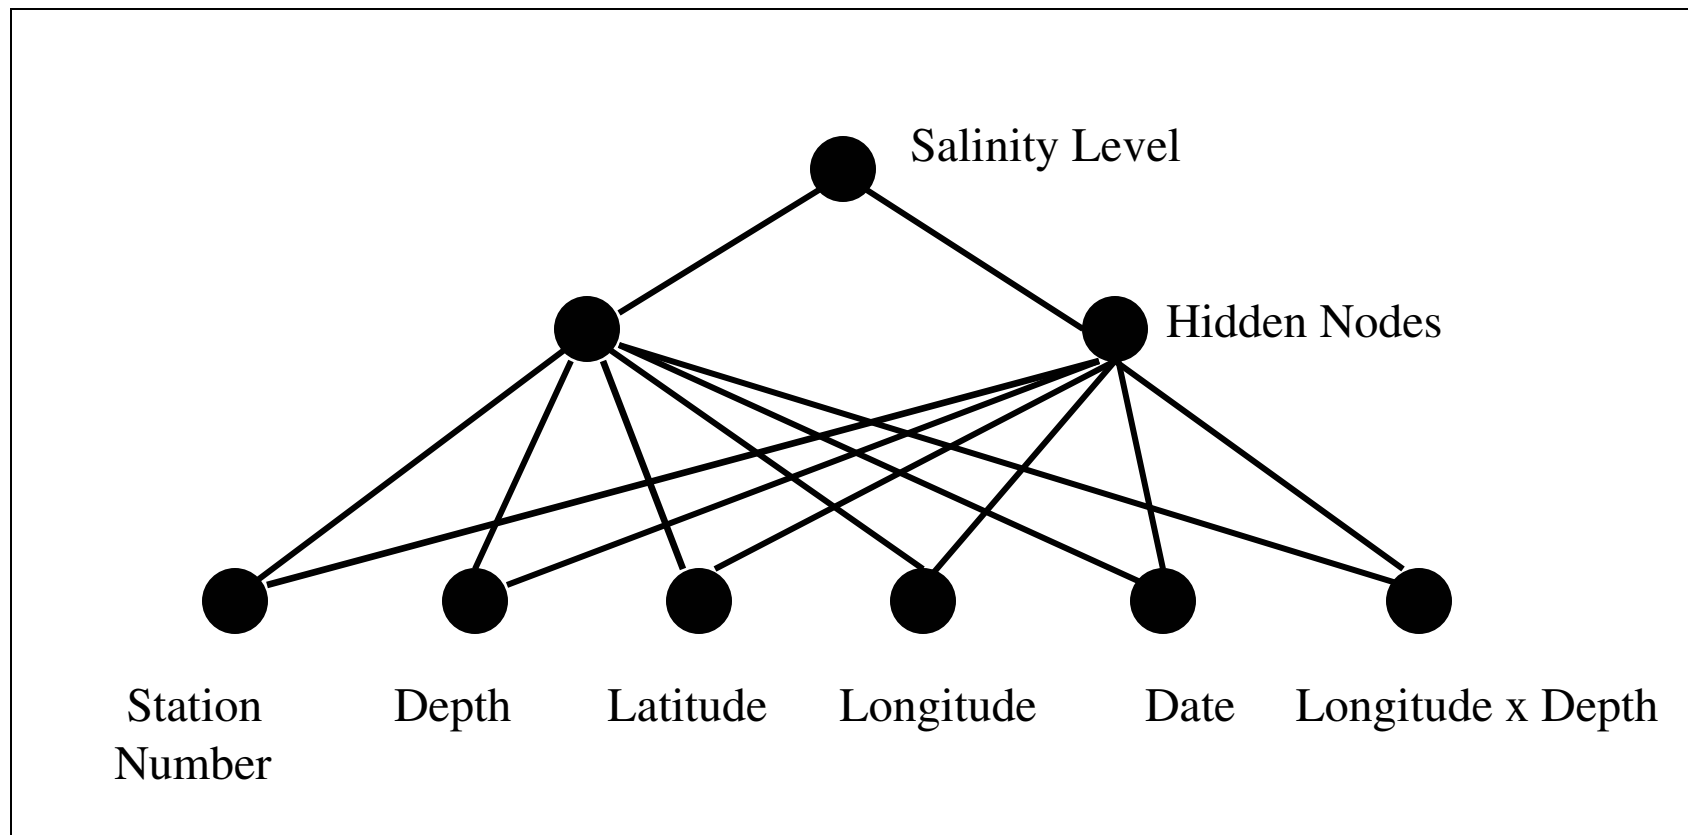 Salinity Level
Hidden Nodes
Station
Number
Depth
Latitude
Longitude
Date
Longitude x Depth